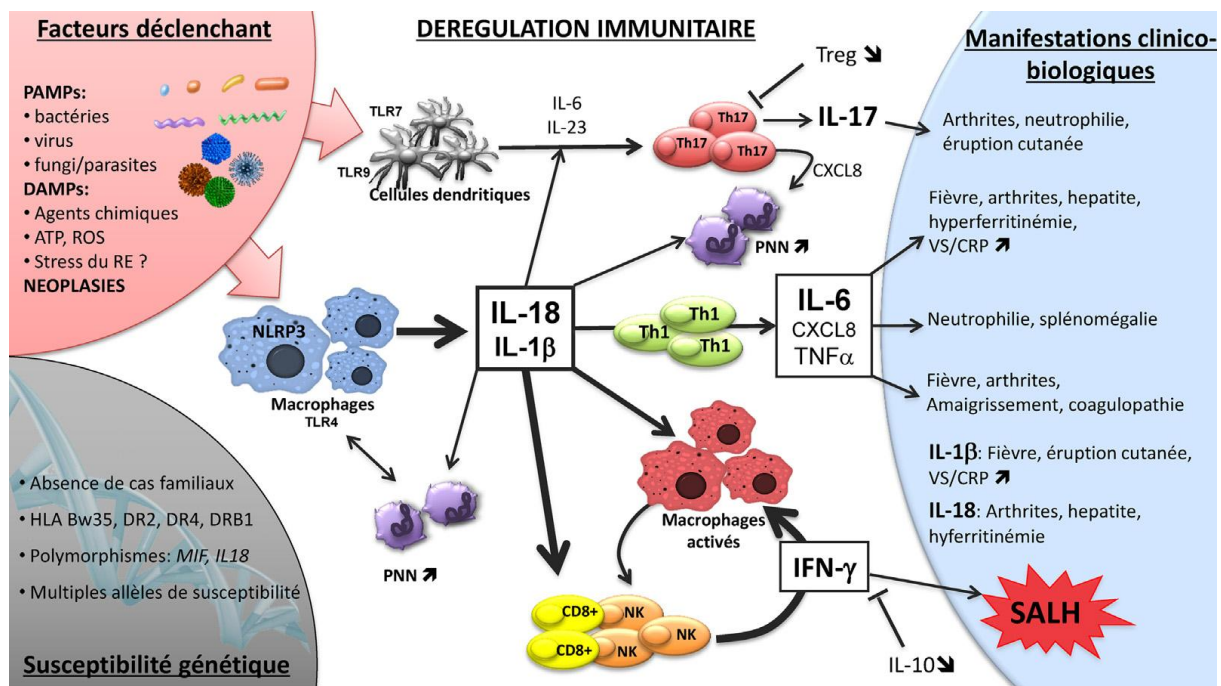 Facteurs déclenchant
PAMPs:
• bactéries
• virus
• fungi/parasites
DAMPs:
• Agents chimiques
• ATP, ROS
• Stress du RE ?
NEOPLASIES
DEREGULATION IMMUNITAIRE
TLR7
TLR9
Cellules dendritiques
IL-6
IL-23
Treg
Th17
Th17
Th17
IL-17
CXCL8
PNN
NLRP3
Macrophages
TLR4
IL-18
IL-1β
Th1
Th1
Th1
IL-6
CXCL8
TNFα
PNN
Macrophages
activés
CD8+
CD8+
NK
NK
NK
IFN-γ
IL-10
SALH
Manifestations clinico-
biologiques
Arthrites, neutrophilie,
éruption cutanée
Fièvre, arthrites, hepatite,
hyperferritinémie,
VS/CRP
Neutrophilie, splénomégalie
Fièvre, arthrites,
Amaigrissement, coagulopathie
IL-1β: Fièvre, éruption cutanée,
VS/CRP
IL-18: Arthrites, hepatite,
hyferritinémie
• Absence de cas familiaux
• HLA Bw35, DR2, DR4, DRB1
• Polymorphismes: MIF, IL18
• Multiples allèles de susceptibilité
Susceptibilité génétique